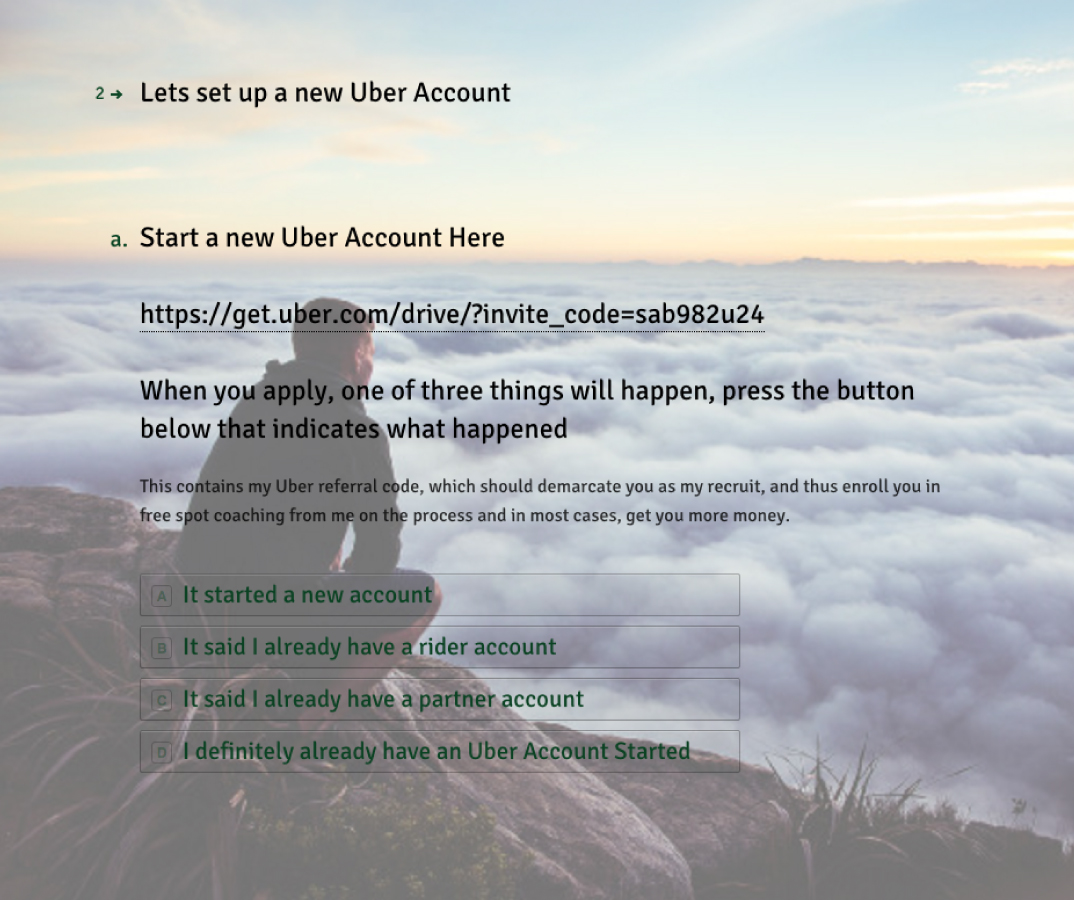 2 → Lets set up a new Uber Account
a. Start a new Uber Account Here
https://get.uber.com/drive/?invite_code=sab982u24
When you apply, one of three things will happen, press the button
below that indicates what happened
This contains my Uber referral code, which should demarcate you as my recruit, and thus enroll you in
free spot coaching from me on the process and in most cases, get you more money.
A It started a new account
B It said I already have a rider account
C It said I already have a partner account
D I definitely already have an Uber Account Started